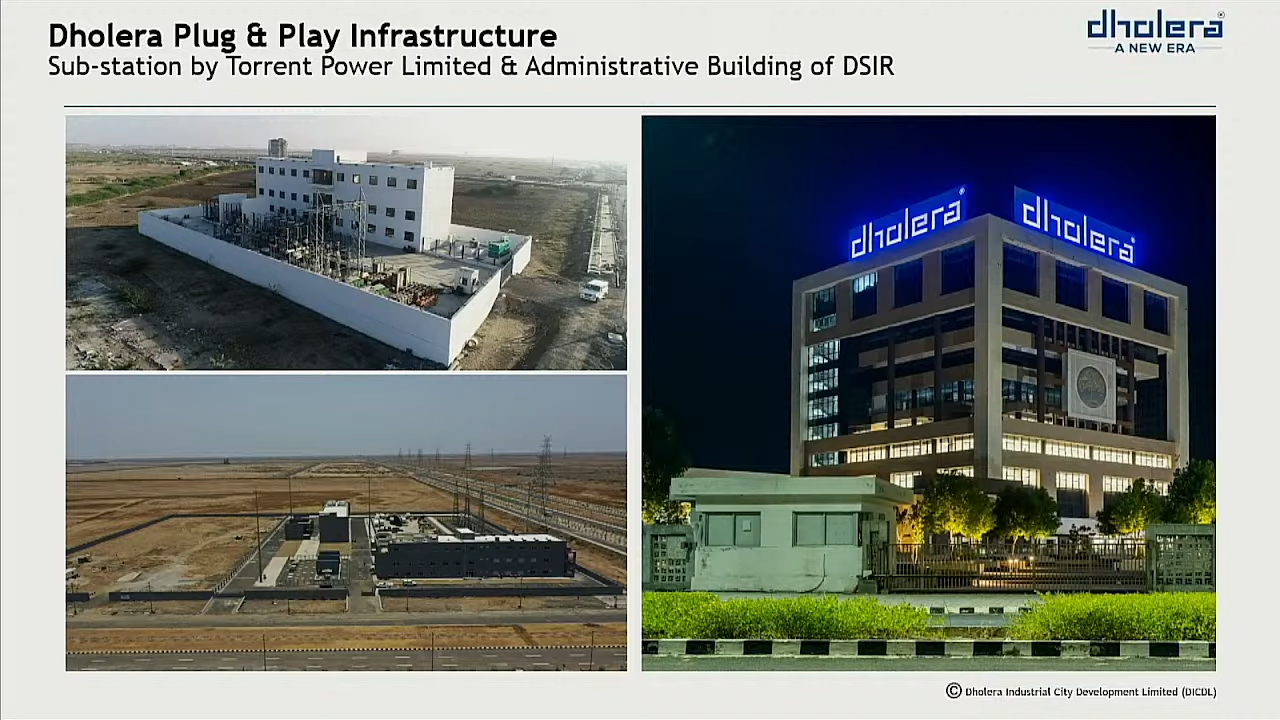 Dholera Plug & Play Infrastructure
Sub-station by Torrent Power Limited & Administrative Building of DSIR
dholera®
A NEW ERA
dholera®
dholera®
© Dholera Industrial City Development Limited (DICDL)